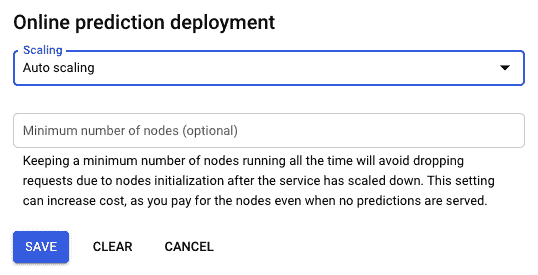 Online prediction deployment
Scaling
Auto scaling
Minimum number of nodes (optional)
Keeping a minimum number of nodes running all the time will avoid dropping
requests due to nodes initialization after the service has scaled down. This setting
can increase cost, as you pay for the nodes even when no predictions are served.
SAVE CLEAR CANCEL